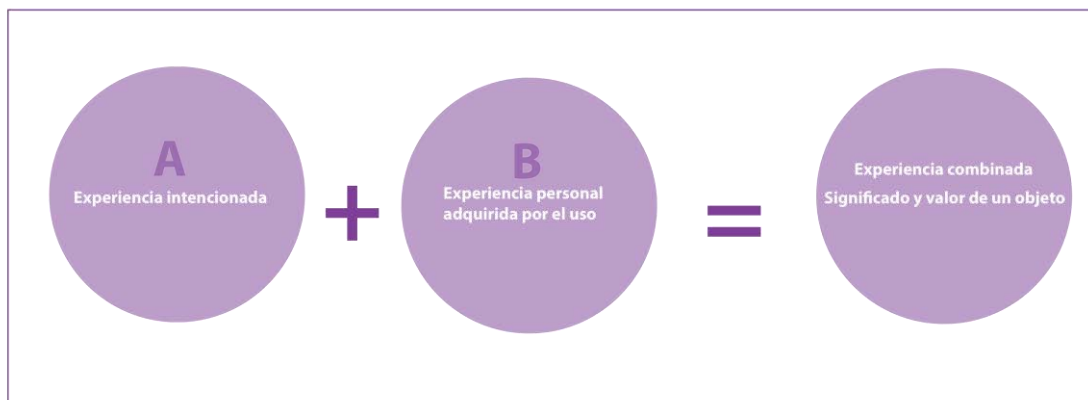 A
Experiencia intencionada
+
B
Experiencia personal
adquirida por el uso
=
Experiencia combinada
Significado y valor de un objeto